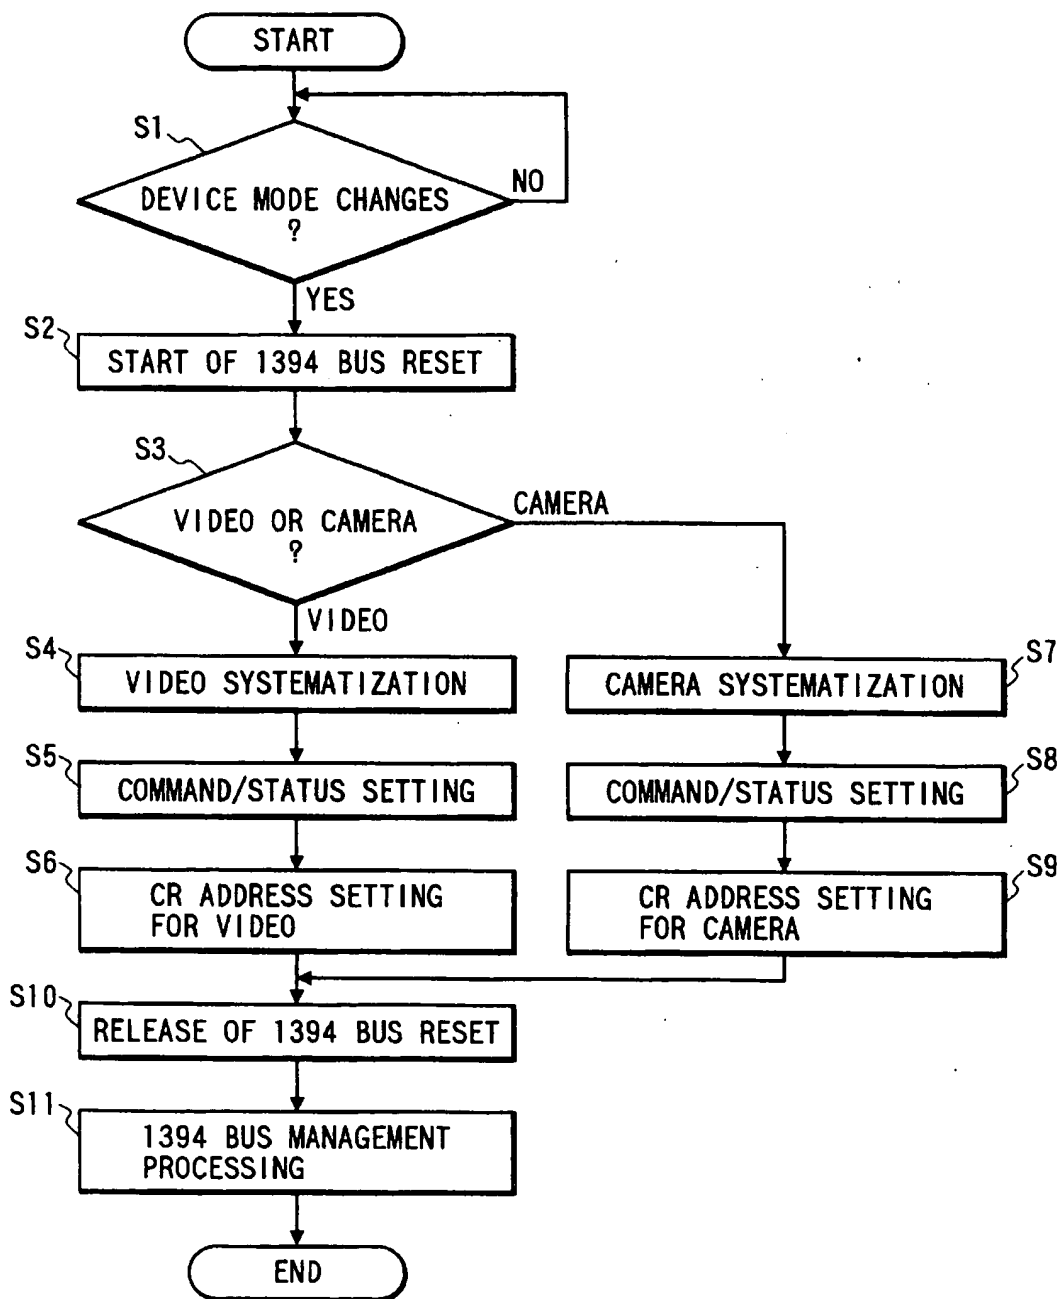 START
S1
DEVICE MODE CHANGES
?
NO
YES
S2
START OF 1394 BUS RESET
S3
VIDEO OR CAMERA
?
CAMERA
VIDEO
S4
VIDEO SYSTEMATIZATION
S7
CAMERA SYSTEMATIZATION
S5
COMMAND/STATUS SETTING
S8
COMMAND/STATUS SETTING
S6
CR ADDRESS SETTING
FOR VIDEO
S9
CR ADDRESS SETTING
FOR CAMERA
S10
RELEASE OF 1394 BUS RESET
S11
1394 BUS MANAGEMENT
PROCESSING
END